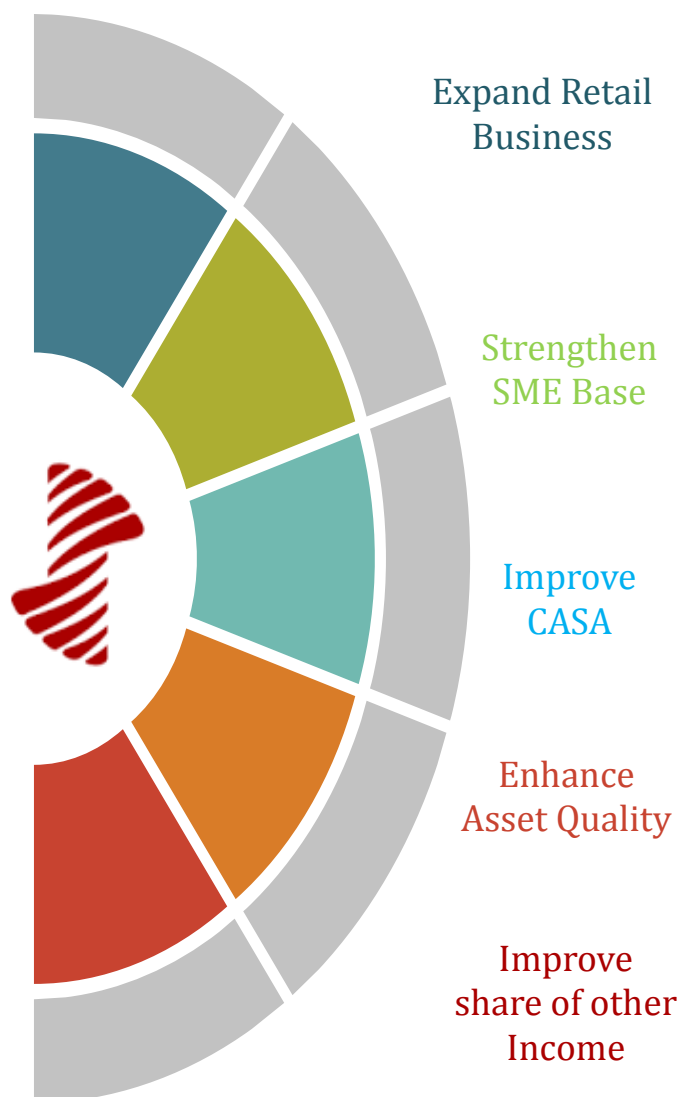 Expand Retail
Business
Strengthen
SME Base
Improve
CASA
Enhance
Asset Quality
Improve
share of other
Income